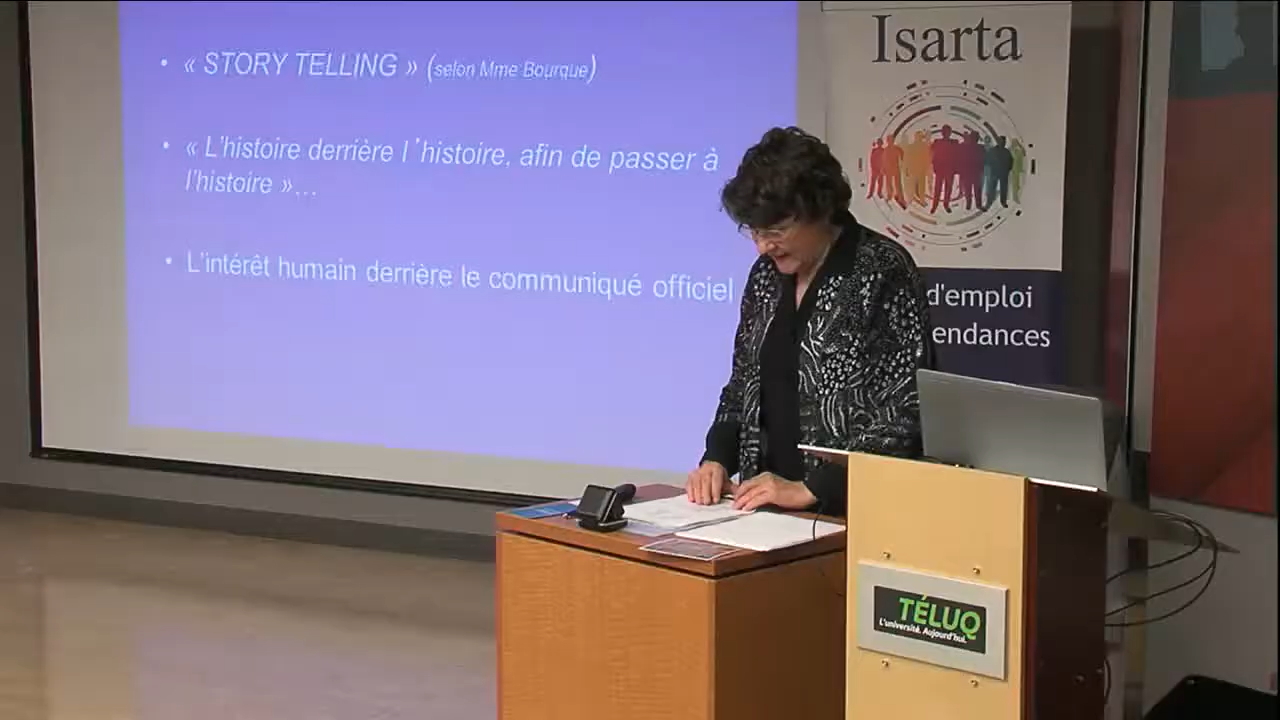 • « STORY TELLING » (selon Mme Bourque)
• « L'histoire derrière l'histoire, afin de passer à
l'histoire »...
• L'intérêt humain derrière le communiqué officiel
Isarta
d'emploi
endances
TÉLUQ
L'université. Aujourd'hui.